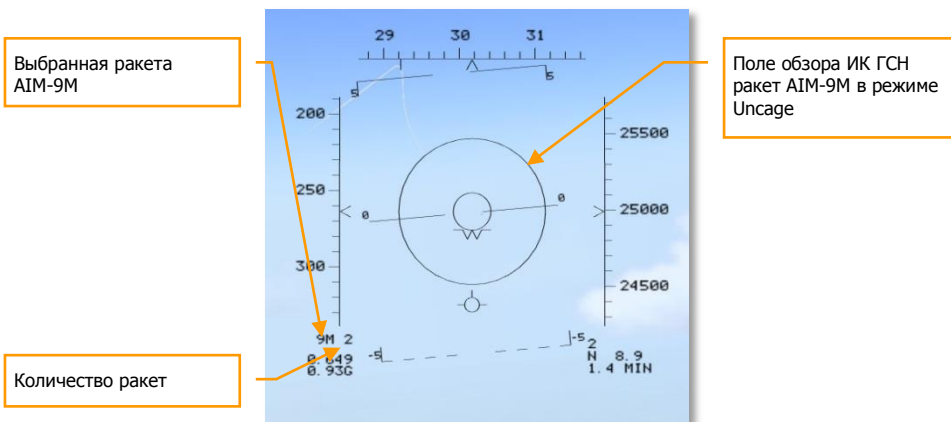 Выбранная ракета
AIM-9M
Количество ракет
29 30 31
5 5
200
250
300
0 0
25500
25000
24500
9M 2
0.649
0.93G
-5 -5
2
N 8.9
1.4 MIN
Поле обзора ИК ГСН
ракет AIM-9M в режиме
Uncage